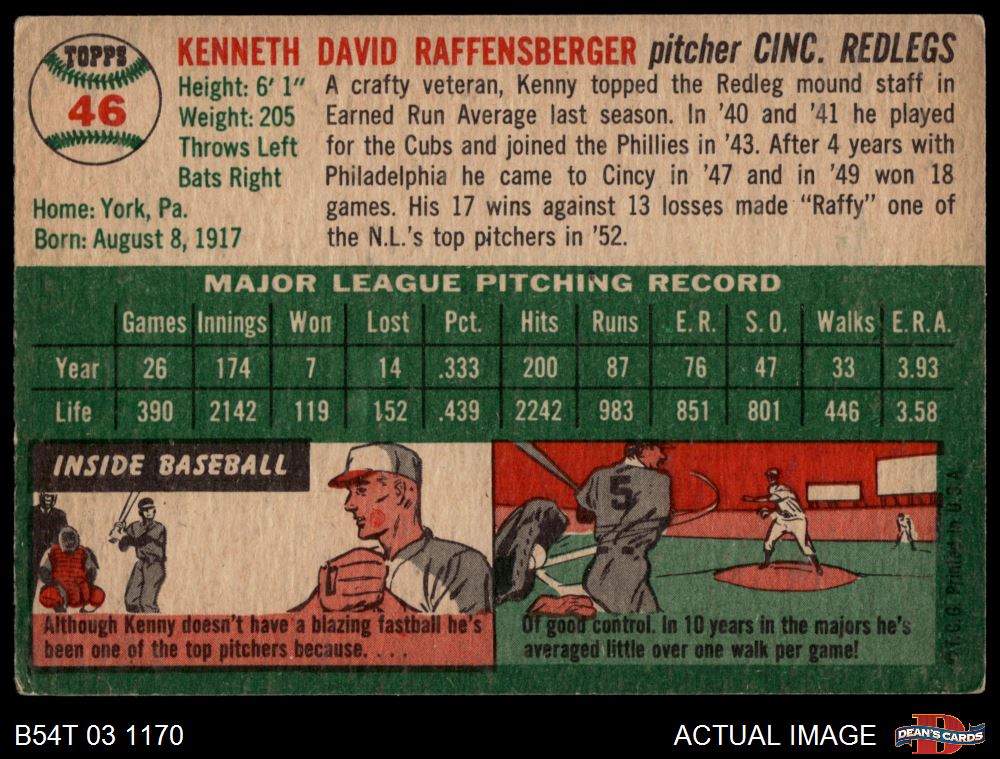 TOPPS
46
KENNETH DAVID RAFFENSBERGER pitcher CINC. REDLEGS
Height: 6' 1"
Weight: 205
Throws Left
Bats Right
Home: York, Pa.
Born: August 8, 1917
A crafty veteran, Kenny topped the Redleg mound staff in
Earned Run Average last season. In '40 and '41 he played
for the Cubs and joined the Phillies in '43. After 4 years with
Philadelphia he came to Cincy in '47 and in '49 won 18
games. His 17 wins against 13 losses made "Raffy" one of
the N.L.'s top pitchers in '52.
MAJOR LEAGUE PITCHING RECORD
Games Innings Won Lost Pct. Hits Runs E.R. S.O. Walks E.R.A.
Year 26 174 7 14 .333 200 87 76 47 33 3.93
Life 390 2142 119 152 .439 2242 983 851 801 446 3.58
INSIDE BASEBALL
Although Kenny doesn't have a blazing fastball he's
been one of the top pitchers because. . . .
5
Of good control. In 10 years in the majors he's
averaged little over one walk per game!
T.C.G. Printed in U.S.A.
B54T 03 1170
ACTUAL IMAGE
D
DEAN'S CARDS